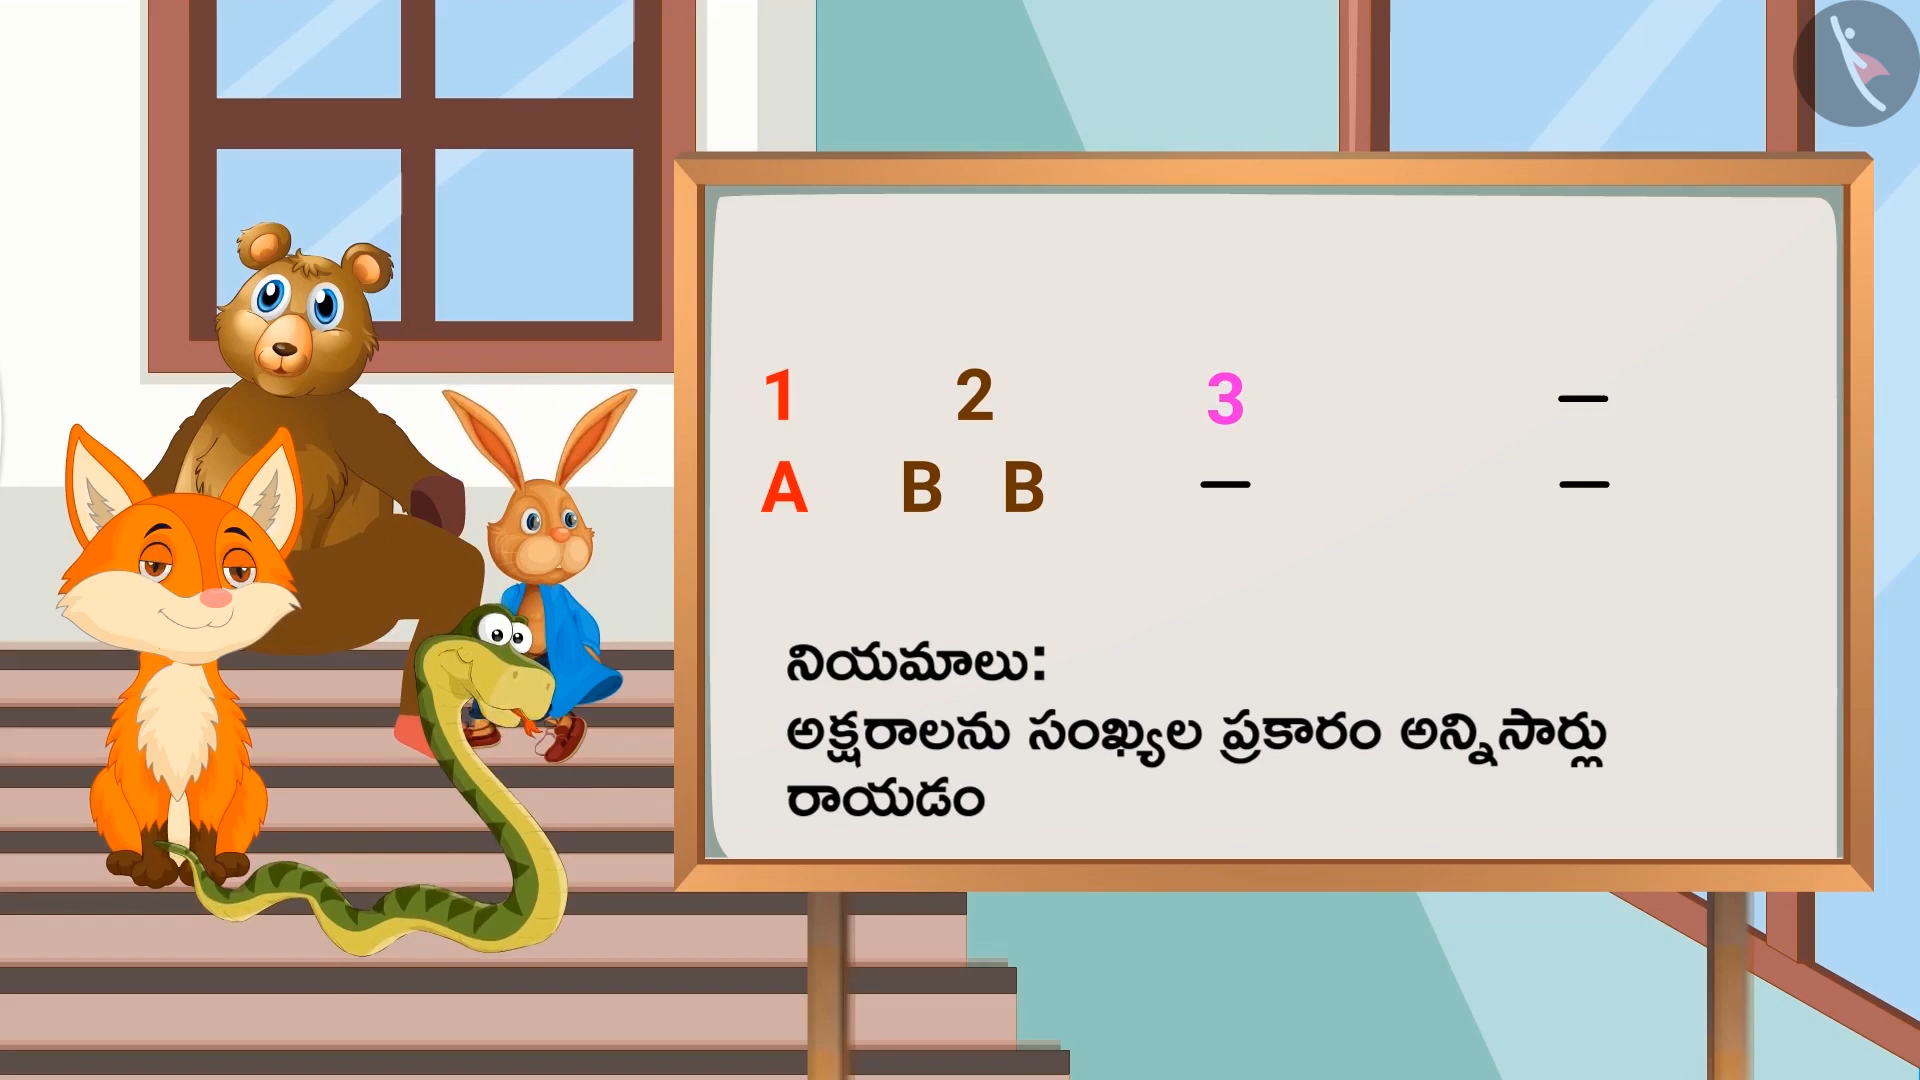 1 2 3 —
A B B — —
నియమాలు:
అక్షరాలను సంఖ్యల ప్రకారం అన్నిసార్లు
రాయడం